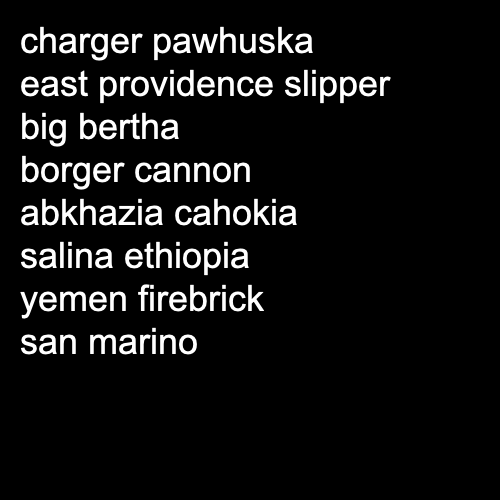 charger pawhuska
east providence slipper
big bertha
borger cannon
abkhazia cahokia
salina ethiopia
yemen firebrick
san marino